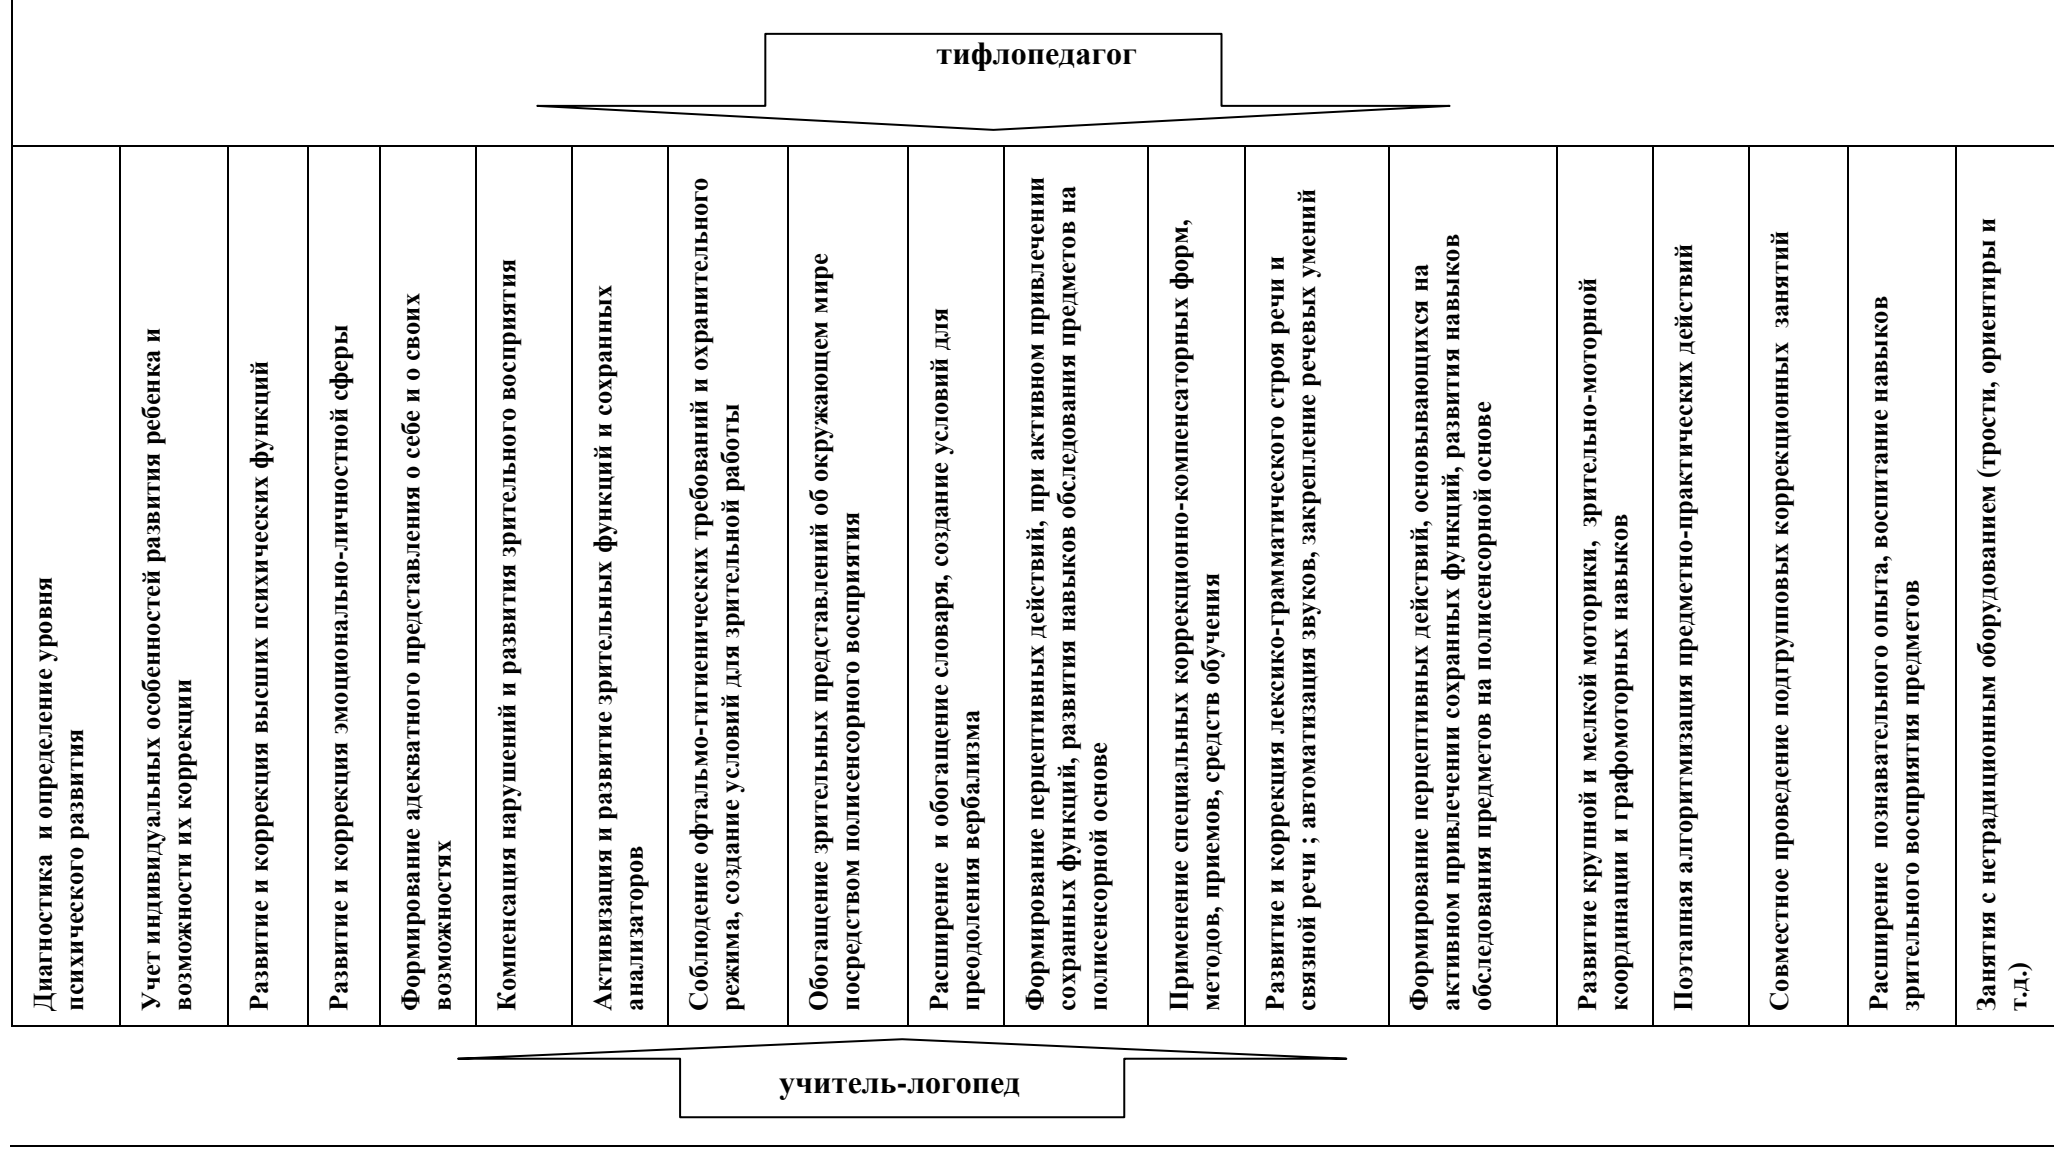 тифлопедагог
Диагностика и определение уровня
психического развития
Учет индивидуальных особенностей развития ребенка и
возможности их коррекции
Развитие и коррекция высших психических функций
Развитие и коррекция эмоционально-личностной сферы
Формирование адекватного представления о себе и о своих
возможностях
Компенсация нарушений и развития зрительного восприятия
Активизация и развитие зрительных функций и сохранных
анализаторов
Соблюдение офтальмо-гигиенических требований и охранительного
режима, создание условий для зрительной работы
Обогащение зрительных представлений об окружающем мире
посредством полисенсорного восприятия
Расширение и обогащение словаря, создание условий для
преодоления вербализма
Формирование перцептивных действий, при активном привлечении
сохранных функций, развития навыков обследования предметов на
полисенсорной основе
Применение специальных коррекционно-компенсаторных форм,
методов, приемов, средств обучения
Развитие и коррекция лексико-грамматического строя речи и
связной речи ; автоматизация звуков, закрепление речевых умений
Формирование перцептивных действий, основывающихся на
активном привлечении сохранных функций, развития навыков
обследования предметов на полисенсорной основе
Развитие крупной и мелкой моторики, зрительно-моторной
координации и графомоторных навыков
Поэтапная алгоритмизация предметно-практических действий
Совместное проведение подгрупповых коррекционных занятий
Расширение познавательного опыта, воспитание навыков
зрительного восприятия предметов
Занятия с нетрадиционным оборудованием (трости, ориентиры и
т.д.)
учитель-логопед